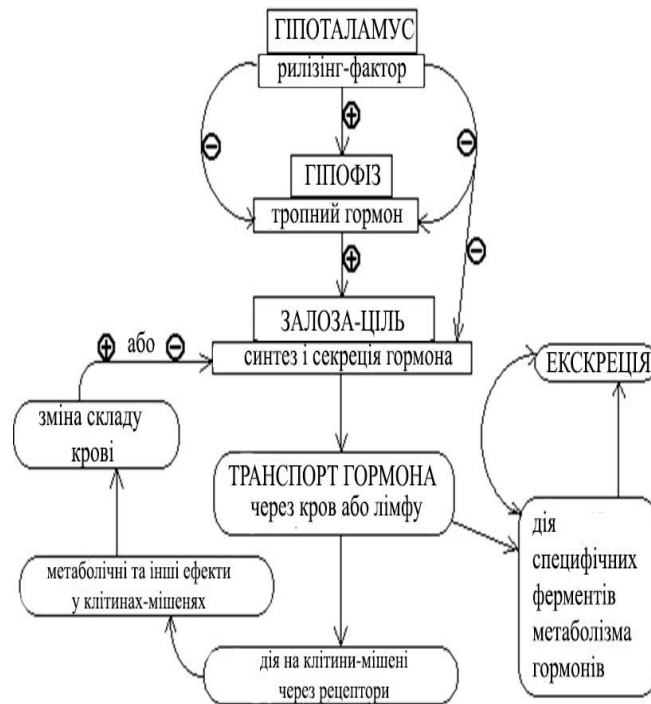 ГІПОТАЛАМУС
рилізінг-фактор
ГІПОФІЗ
тропний гормон
ЗАЛОЗА-ЦІЛЬ
синтез і секреція гормона
або
ЕКСКРЕЦІЯ
зміна складу
крові
ТРАНСПОРТ ГОРМОНА
через кров або лімфу
дія
специфічних
ферментів
метаболізма
гормонів
метаболічні та інші ефекти
у клітинах-мішенях
дія на клітини-мішені
через рецептори